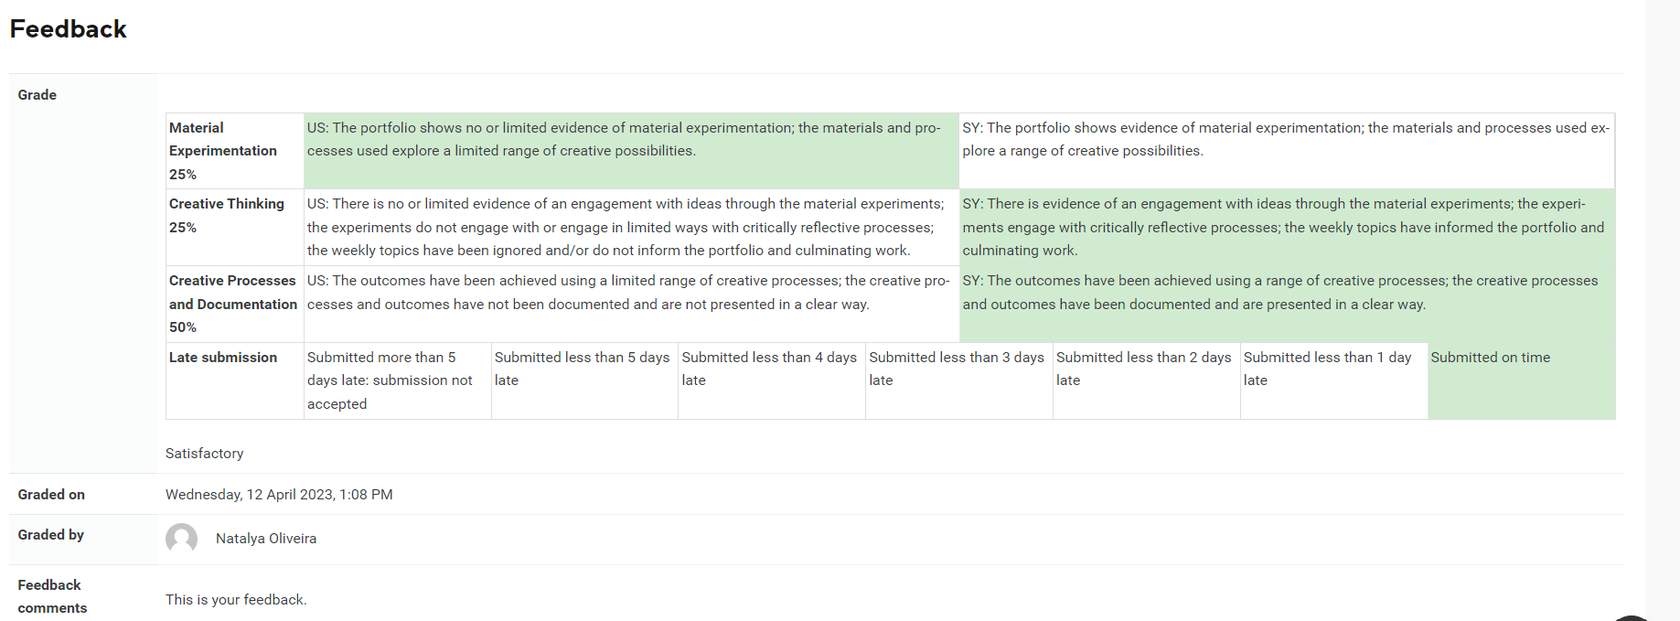 Feedback
Grade
Material
Experimentation
25%
US: The portfolio shows no or limited evidence of material experimentation; the materials and pro-
cesses used explore a limited range of creative possibilities.
SY: The portfolio shows evidence of material experimentation; the materials and processes used ex-
plore a range of creative possibilities.
Creative Thinking
25%
US: There is no or limited evidence of an engagement with ideas through the material experiments;
the experiments do not engage with or engage in limited ways with critically reflective processes;
the weekly topics have been ignored and/or do not inform the portfolio and culminating work.
SY: There is evidence of an engagement with ideas through the material experiments; the experi-
ments engage with critically reflective processes; the weekly topics have informed the portfolio and
culminating work.
Creative Processes
and Documentation
50%
US: The outcomes have been achieved using a limited range of creative processes; the creative pro-
cesses and outcomes have not been documented and are not presented in a clear way.
SY: The outcomes have been achieved using a range of creative processes; the creative processes
and outcomes have been documented and are presented in a clear way.
Late submission
Submitted more than 5
days late: submission not
accepted
Submitted less than 5 days
late
Submitted less than 4 days
late
Submitted less than 3 days
late
Submitted less than 2 days
late
Submitted less than 1 day
late
Submitted on time
Satisfactory
Graded on
Wednesday, 12 April 2023, 1:08 PM
Graded by
Natalya Oliveira
Feedback
comments
This is your feedback.